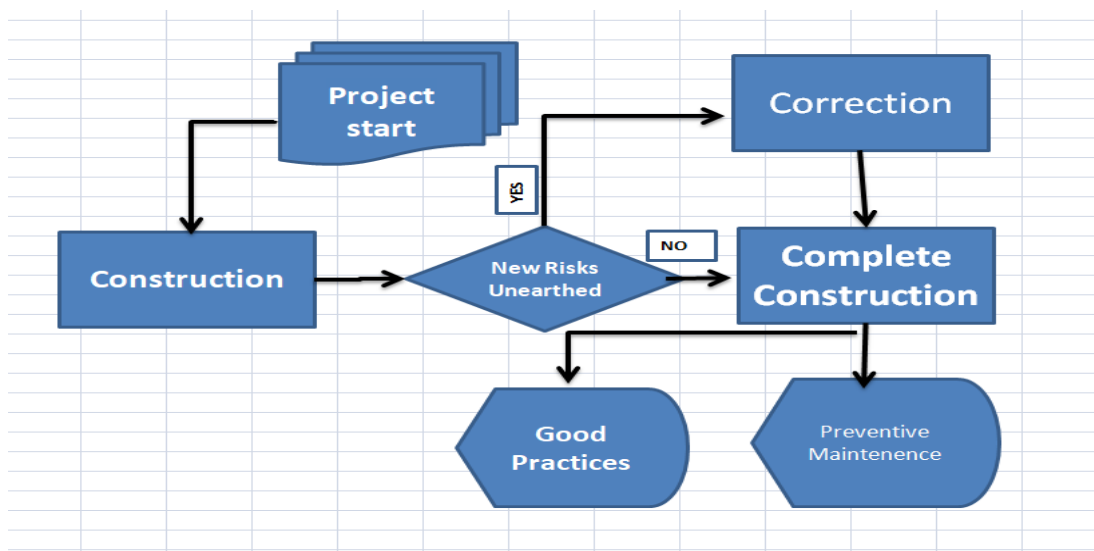 Project
start
Correction
YES
Construction
New Risks
Unearthed
NO
Complete
Construction
Good
Practices
Preventive
Maintenence